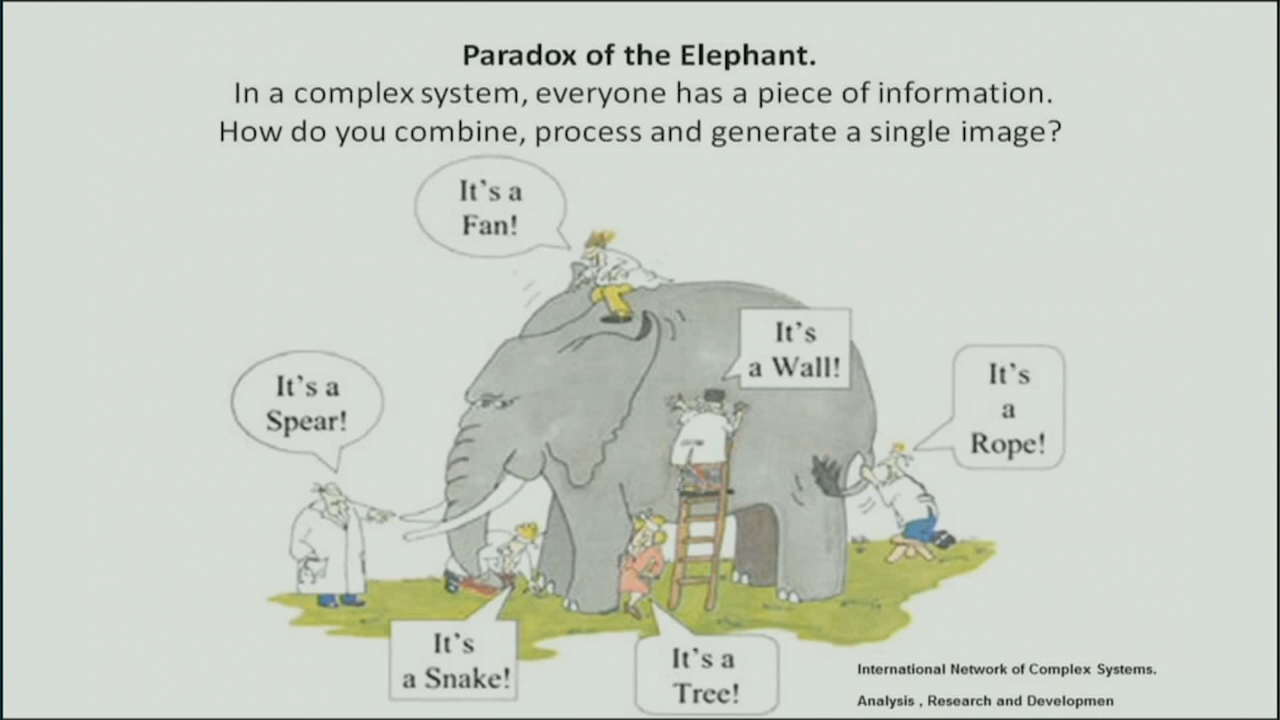 Paradox of the Elephant.
In a complex system, everyone has a piece of information.
How do you combine, process and generate a single image?
It's a
Fan!
It's
a Wall!
It's a
Spear!
It's
a
Rope!
It's
a Snake!
It's a
Tree!
International Network of Complex Systems.
Analysis , Research and Developmen